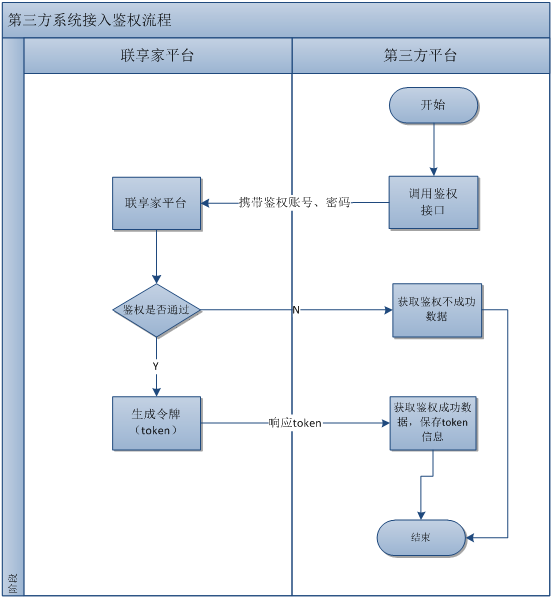 第三方系统接入鉴权流程
联享家平台
第三方平台
开始
调用鉴权
接口
携带鉴权账号、密码
联享家平台
鉴权是否通过
N
获取鉴权不成功
数据
Y
生成令牌
（token）
响应token
获取鉴权成功数
据，保存token
信息
结束
阶段